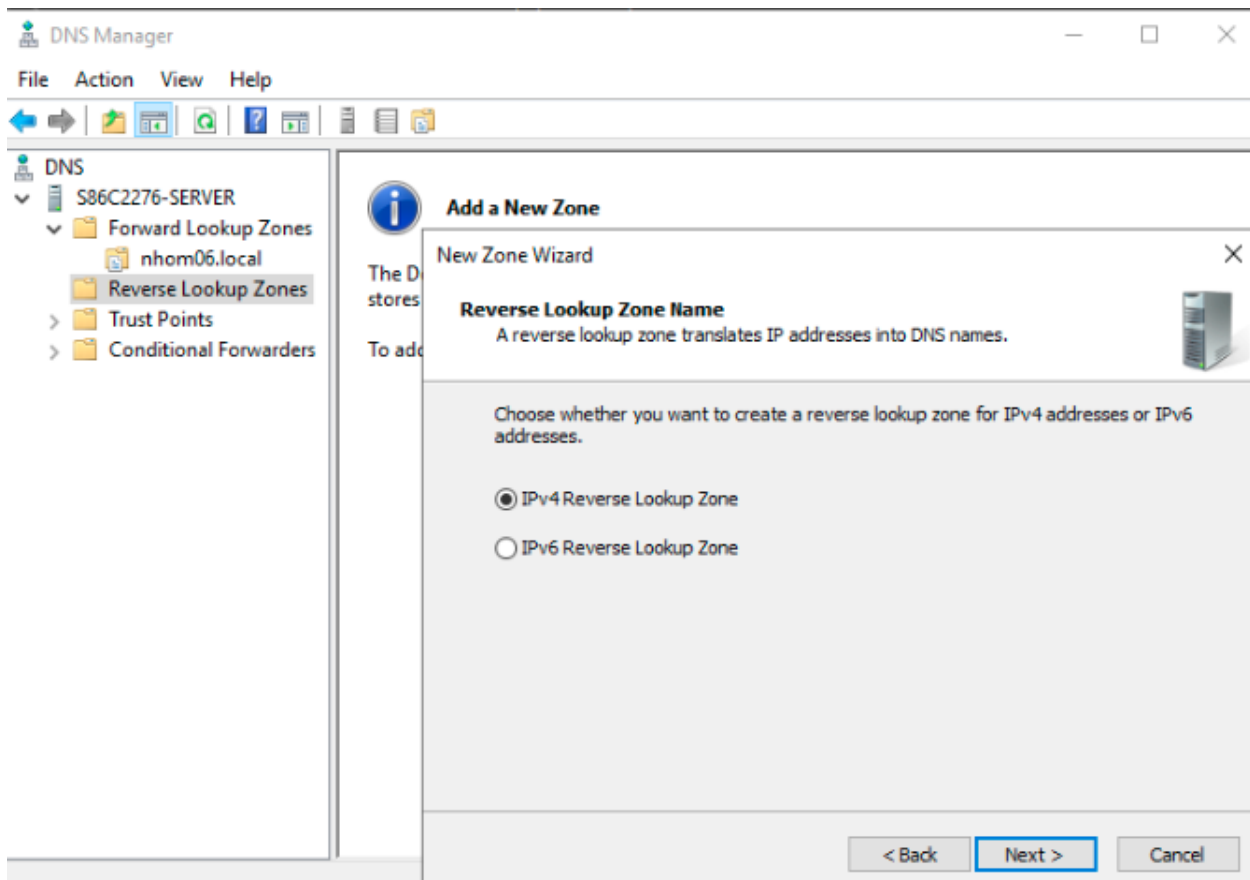 DNS Manager
File Action View Help
DNS
S86C2276-SERVER
Forward Lookup Zones
nhom06.local
Reverse Lookup Zones
Trust Points
Conditional Forwarders
Add a New Zone
The D
stores
To add
New Zone Wizard
Reverse Lookup Zone Name
A reverse lookup zone translates IP addresses into DNS names.
Choose whether you want to create a reverse lookup zone for IPv4 addresses or IPv6
addresses.
IPv4 Reverse Lookup Zone
IPv6 Reverse Lookup Zone
< Back Next > Cancel